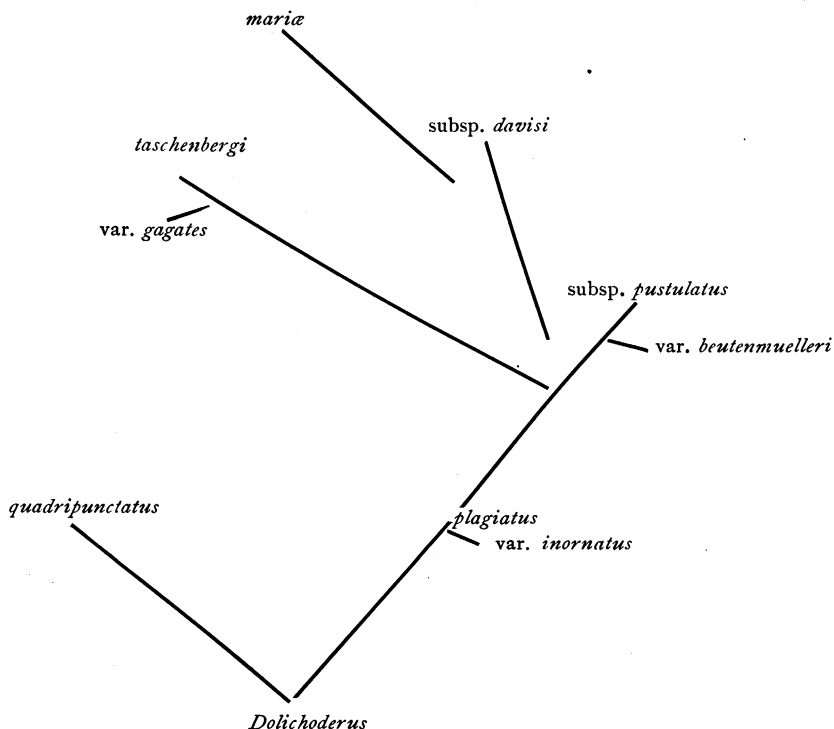 mariæ
subsp. davisi
taschenbergi
var. gagates
subsp. pustulatus
var. beutenmuelleri
quadripunctatus
plagiatus
var. inornatus
Dolichoderus